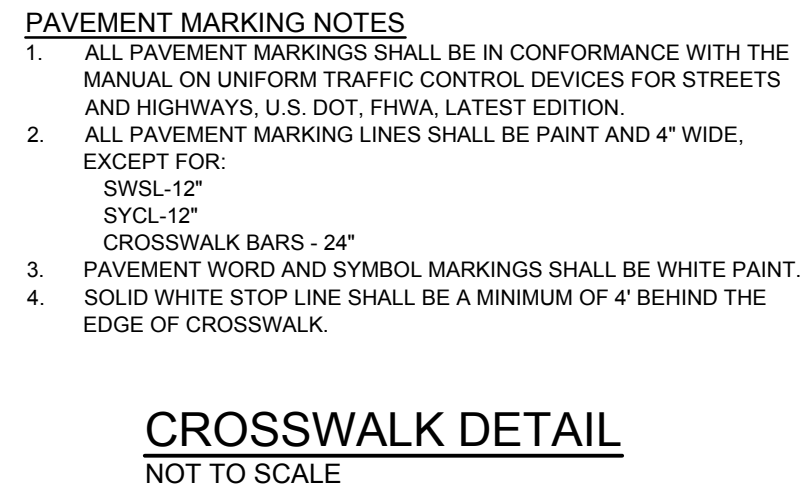 PAVEMENT MARKING NOTES
1. ALL PAVEMENT MARKINGS SHALL BE IN CONFORMANCE WITH THE
MANUAL ON UNIFORM TRAFFIC CONTROL DEVICES FOR STREETS
AND HIGHWAYS, U.S. DOT, FHWA, LATEST EDITION.
2. ALL PAVEMENT MARKING LINES SHALL BE PAINT AND 4" WIDE,
EXCEPT FOR:
SWSL-12"
SYCL-12"
CROSSWALK BARS - 24"
3. PAVEMENT WORD AND SYMBOL MARKINGS SHALL BE WHITE PAINT.
4. SOLID WHITE STOP LINE SHALL BE A MINIMUM OF 4' BEHIND THE
EDGE OF CROSSWALK.
CROSSWALK DETAIL
NOT TO SCALE